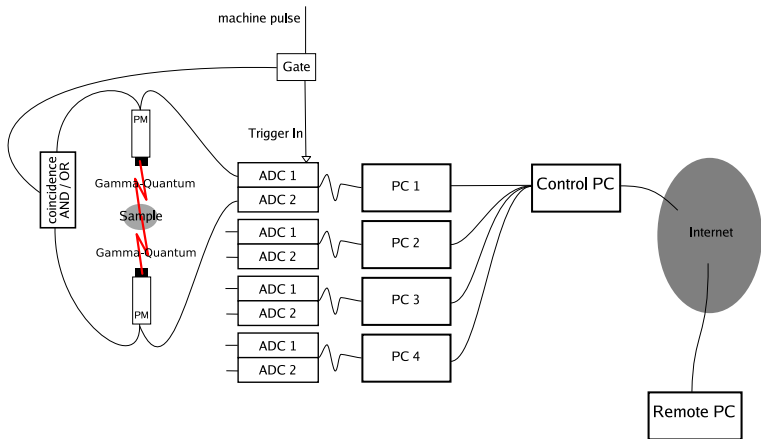 machine pulse
Gate
PM
Trigger In
coincidence
AND / OR
Gamma-Quantum
Sample
Gamma-Quantum
PM
ADC 1
ADC 2
PC 1
ADC 1
ADC 2
PC 2
ADC 1
ADC 2
PC 3
ADC 1
ADC 2
PC 4
Control PC
Internet
Remote PC